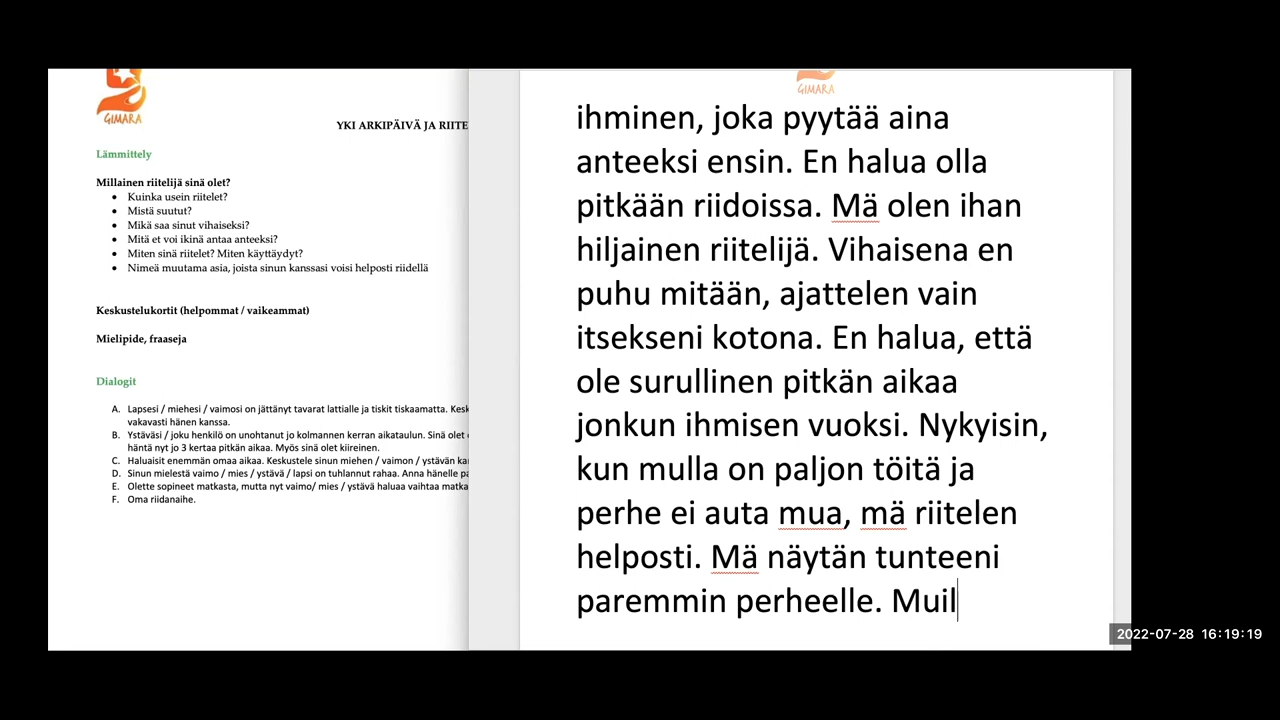 GIMARA
YKI ARKIPÄIVÄ JA RIITE
Lämmittely
Millainen riitelijä sinä olet?
• Kuinka usein riitelet?
• Mistä suutut?
• Mikä saa sinut vihaiseksi?
• Mitä et voi ikinä antaa anteeksi?
• Miten sinä riitelet? Miten käyttäydyt?
• Nimeä muutama asia, joista sinun kanssasi voisi helposti riidellä
Keskustelukortit (helpommat / vaikeammat)
Mielipide, fraaseja
Dialogit
A. Lapsesi / miehesi / vaimosi on jättänyt tavarat lattialle ja tiskit tiskaamatta. Kesk
vakavasti hänen kanssa.
B. Ystäväsi / joku henkilö on unohtanut jo kolmannen kerran aikataulun. Sinä olet
häntä nyt jo 3 kertaa pitkän aikaa. Myös sinä olet kiireinen.
C. Haluaisit enemmän omaa aikaa. Keskustele sinun miehen / vaimon / ystävän ka
D. Sinun mielestä vaimo / mies / ystävä / lapsi on tuhlannut rahaa. Anna hänelle pa
E. Olette sopineet matkasta, mutta nyt vaimo/ mies / ystävä haluaa vaihtaa matka
F. Oma riidanaihe.
GIMARA
ihminen, joka pyytää aina
anteeksi ensin. En halua olla
pitkään riidoissa. Mä olen ihan
hiljainen riitelijä. Vihaisena en
puhu mitään, ajattelen vain
itsekseni kotona. En halua, että
ole surullinen pitkän aikaa
jonkun ihmisen vuoksi. Nykyisin,
kun mulla on paljon töitä ja
perhe ei auta mua, mä riitelen
helposti. Mä näytän tunteeni
paremmin perheelle. Muil
2022-07-28 16:19:19